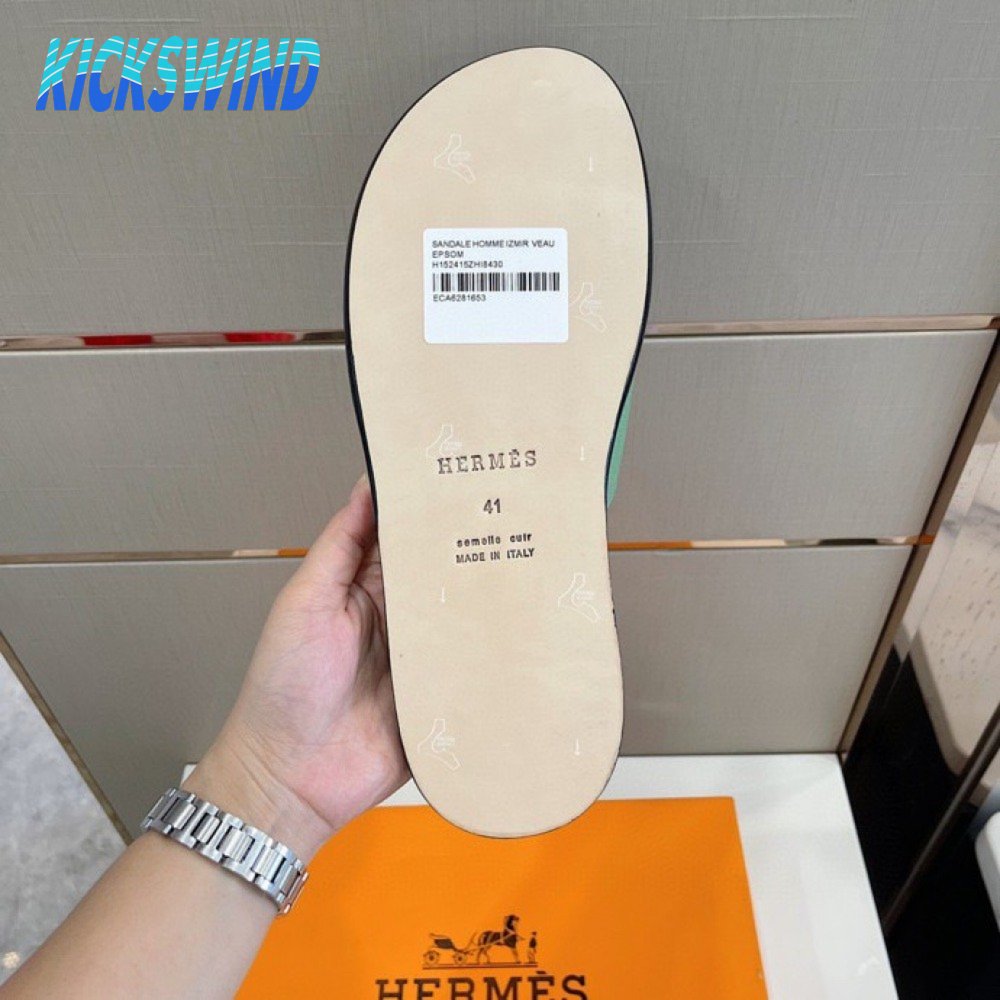 KICKSWIND
SANDALE HOMME IZMIR VEAU
EPSOM
H152415ZHI8430
ECA6281653
HERMÈS
41
semelle cuir
MADE IN ITALY
HERMÈS